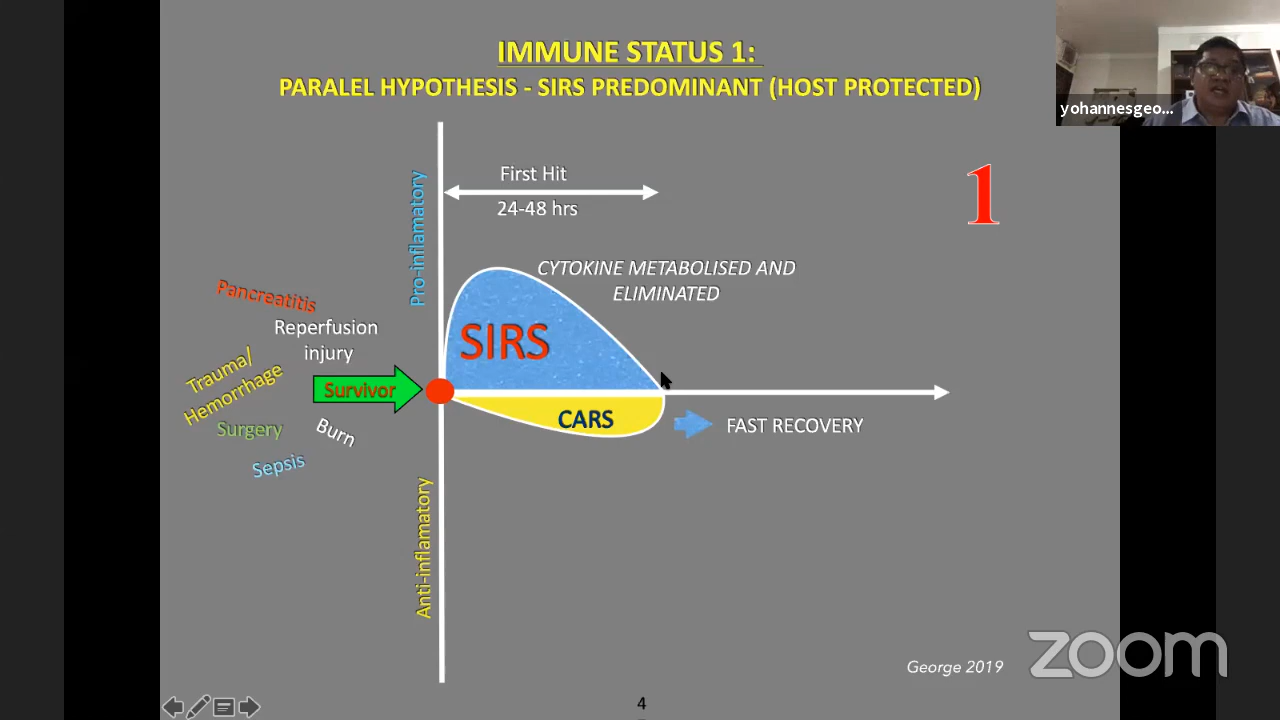 IMMUNE STATUS 1:
PARALEL HYPOTHESIS - SIRS PREDOMINANT (HOST PROTECTED)
yohannesgeo...
First Hit
24-48 hrs
1
Pro-inflamatory
CYTOKINE METABOLISED AND
ELIMINATED
Pancreatitis
Reperfusion
injury
SIRS
Trauma/
Hemorrhage
Survivor
Surgery
Burn
CARS
FAST RECOVERY
Sepsis
Anti-inflamatory
George 2019
zoom
4